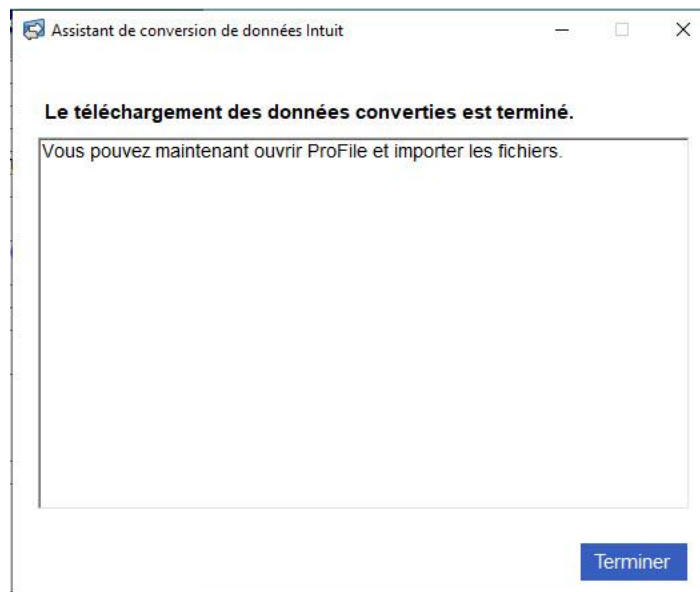 Assistant de conversion de données Intuit
Le téléchargement des données converties est terminé.
Vous pouvez maintenant ouvrir ProFile et importer les fichiers.
Terminer